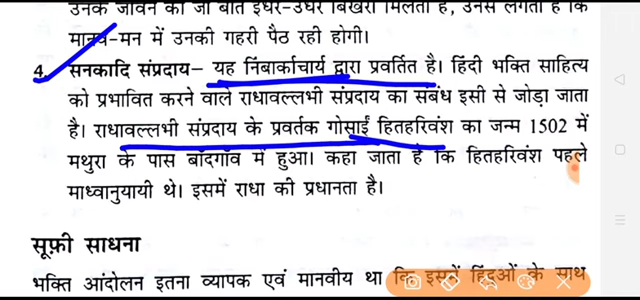 उनके जीवन की जो बातें इधर-उधर बिखरी मिलती हैं, उनसे लगता है कि
मानव-मन में उनकी गहरी पैठ रही होगी।
4. सनकादि संप्रदाय– यह निंबार्काचार्य द्वारा प्रवर्तित है। हिंदी भक्ति साहित्य
को प्रभावित करने वाले राधावल्लभी संप्रदाय का संबंध इसी से जोड़ा जाता
है। राधावल्लभी संप्रदाय के प्रवर्तक गोसाईं हितहरिवंश का जन्म 1502 में
मथुरा के पास बाँदगाँव में हुआ। कहा जाता है कि हितहरिवंश पहले
माध्वानुयायी थे। इसमें राधा की प्रधानता है।
सूफ़ी साधना
भक्ति आंदोलन इतना व्यापक एवं मानवीय था कि इसमें हिंदुओं के साथ